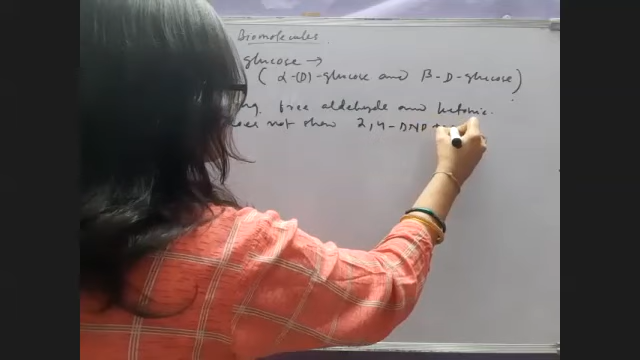 Biomolecules
glucose →
( α-(D)-glucose and β-D-glucose )
free aldehyde and ketonic.
not show 2,4-DNP